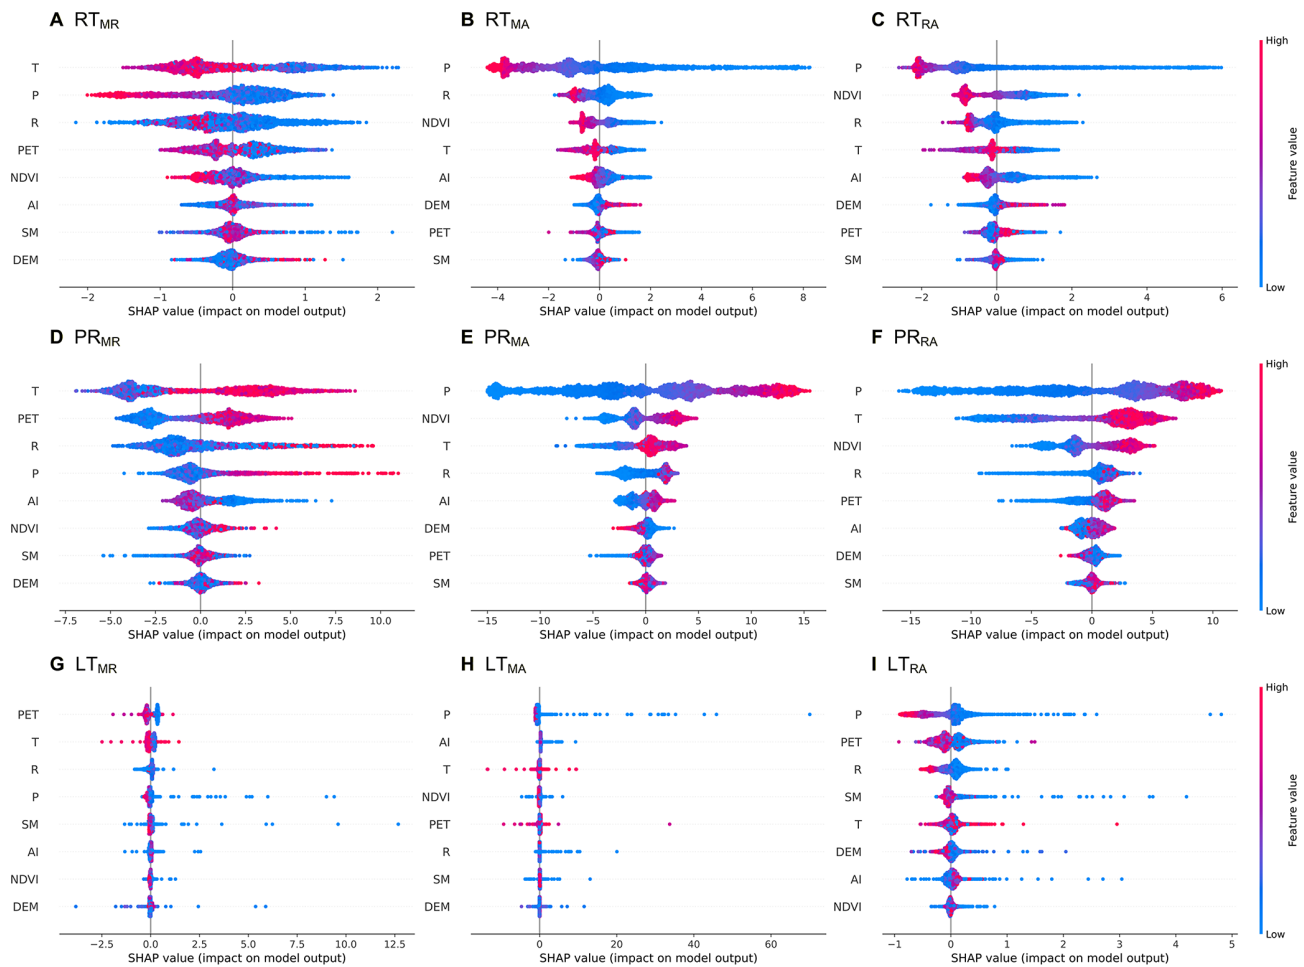 A RT_MR
T
P
R
PET
NDVI
AI
SM
DEM
−2 −1 0 1 2
SHAP value (impact on model output)
B RT_MA
P
R
NDVI
T
AI
DEM
PET
SM
−4 −2 0 2 4 6 8
SHAP value (impact on model output)
C RT_RA
P
NDVI
R
T
AI
DEM
PET
SM
−2 0 2 4 6
SHAP value (impact on model output)
High
Feature value
Low
D PR_MR
T
PET
R
P
AI
NDVI
SM
DEM
−7.5 −5.0 −2.5 0.0 2.5 5.0 7.5 10.0
SHAP value (impact on model output)
E PR_MA
P
NDVI
T
R
AI
DEM
PET
SM
−15 −10 −5 0 5 10 15
SHAP value (impact on model output)
F PR_RA
P
T
NDVI
R
PET
AI
DEM
SM
−15 −10 −5 0 5 10
SHAP value (impact on model output)
High
Feature value
Low
G LT_MR
PET
T
R
P
SM
AI
NDVI
DEM
−2.5 0.0 2.5 5.0 7.5 10.0 12.5
SHAP value (impact on model output)
H LT_MA
P
AI
T
NDVI
PET
R
SM
DEM
0 20 40 60
SHAP value (impact on model output)
I LT_RA
P
PET
R
SM
T
DEM
AI
NDVI
−1 0 1 2 3 4 5
SHAP value (impact on model output)
High
Feature value
Low